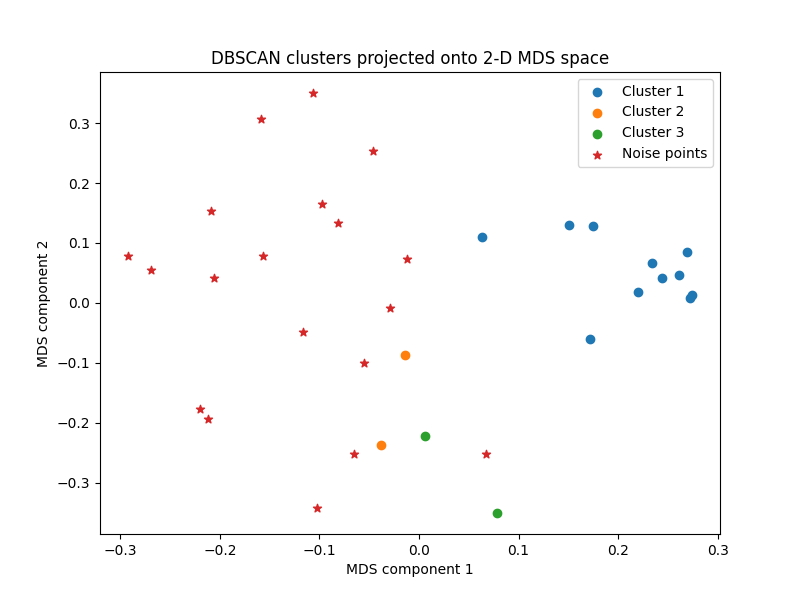 DBSCAN clusters projected onto 2-D MDS space
Cluster 1
Cluster 2
Cluster 3
Noise points
0.3
0.2
0.1
0.0
−0.1
−0.2
−0.3
MDS component 2
−0.3
−0.2
−0.1
0.0
0.1
0.2
0.3
MDS component 1